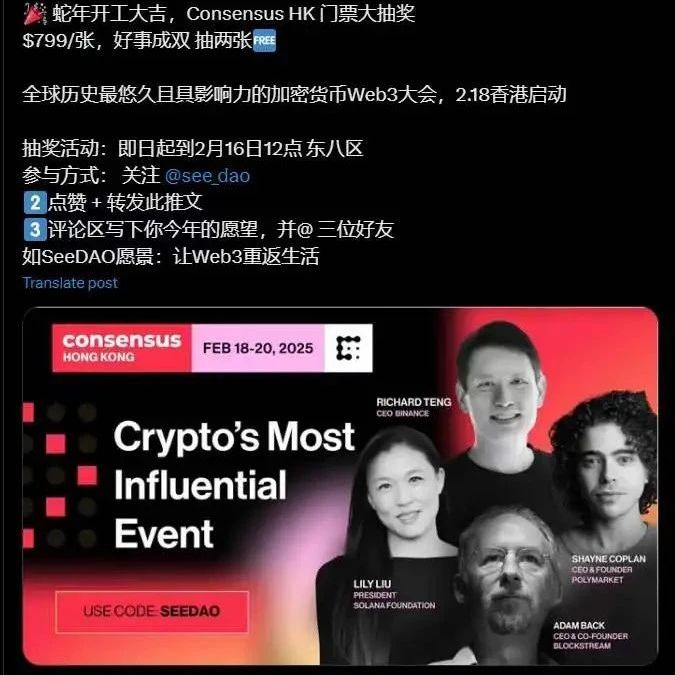 🎉 蛇年开工大吉，Consensus HK 门票大抽奖
$799/张，好事成双 抽两张🆓
全球历史最悠久且具影响力的加密货币Web3大会，2.18香港启动
抽奖活动：即日起到2月16日12点 东八区
参与方式： 关注 @see_dao
2️⃣点赞 + 转发此推文
3️⃣评论区写下你今年的愿望，并@ 三位好友
如SeeDAO愿景：让Web3重返生活
Translate post
consensus
HONG KONG
FEB 18-20, 2025
Crypto's Most
Influential
Event
USE CODE: SEEDAO
RICHARD TENG
CEO BINANCE
LILY LIU
PRESIDENT
SOLANA FOUNDATION
SHAYNE COPLAN
CEO & FOUNDER
POLYMARKET
ADAM BACK
CEO & CO-FOUNDER
BLOCKSTREAM